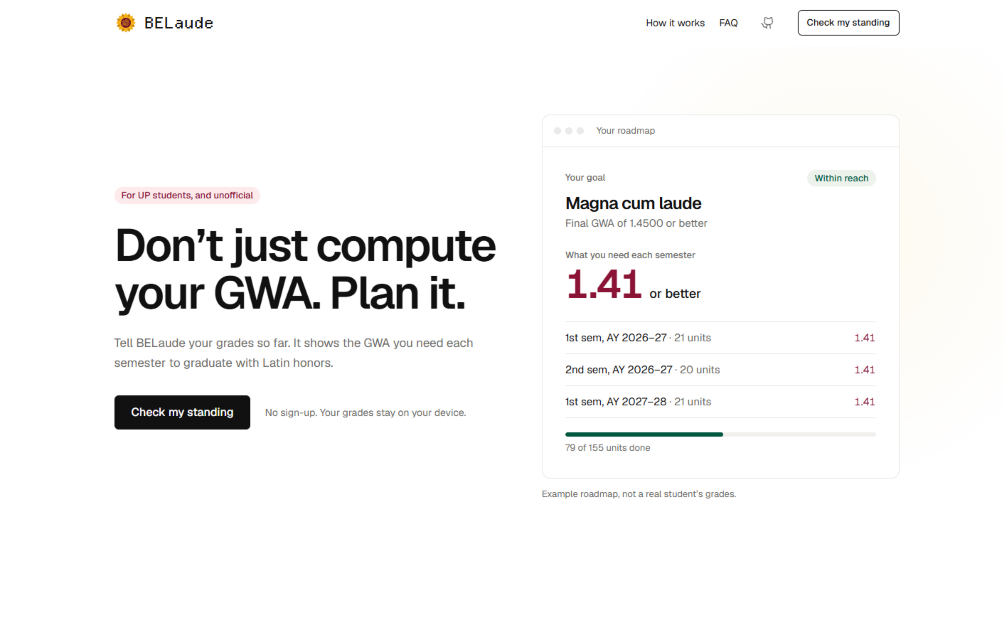 BELaude
How it works
FAQ
Check my standing
For UP students, and unofficial
Don’t just compute
your GWA. Plan it.
Tell BELaude your grades so far. It shows the GWA you need each
semester to graduate with Latin honors.
Check my standing
No sign-up. Your grades stay on your device.
Your roadmap
Your goal
Within reach
Magna cum laude
Final GWA of 1.4500 or better
What you need each semester
1.41 or better
1st sem, AY 2026–27 · 21 units 1.41
2nd sem, AY 2026–27 · 20 units 1.41
1st sem, AY 2027–28 · 21 units 1.41
79 of 155 units done
Example roadmap, not a real student’s grades.